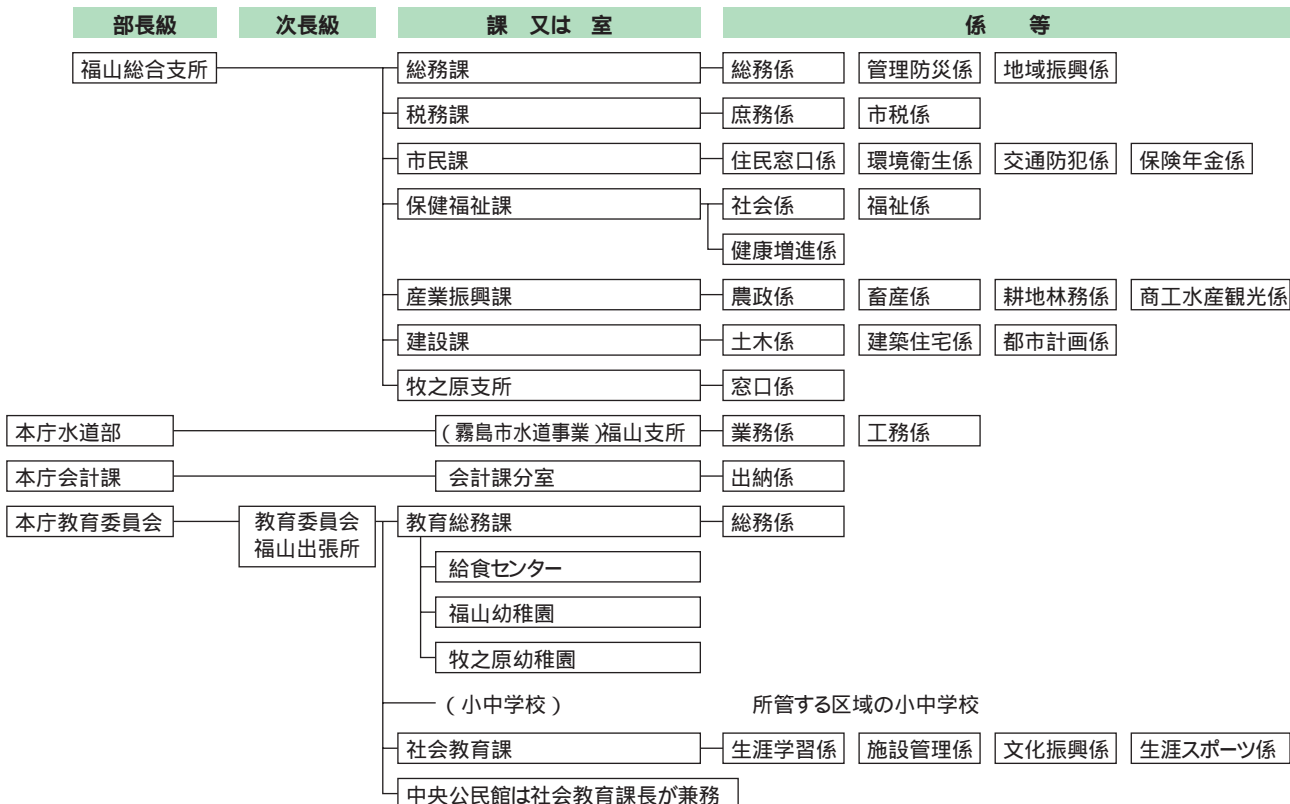 部長級 次長級 課 又は 室 係 等
福山総合支所 総務課 総務係 管理防災係 地域振興係
税務課 庶務係 市税係
市民課 住民窓口係 環境衛生係 交通防犯係 保険年金係
保健福祉課 社会係 福祉係
健康増進係
産業振興課 農政係 畜産係 耕地林務係 商工水産観光係
建設課 土木係 建築住宅係 都市計画係
牧之原支所 窓口係
本庁水道部 (霧島市水道事業)福山支所 業務係 工務係
本庁会計課 会計課分室 出納係
本庁教育委員会 教育委員会 教育総務課 総務係
福山出張所
給食センター
福山幼稚園
牧之原幼稚園
(小中学校) 所管する区域の小中学校
社会教育課 生涯学習係 施設管理係 文化振興係 生涯スポーツ係
中央公民館は社会教育課長が兼務